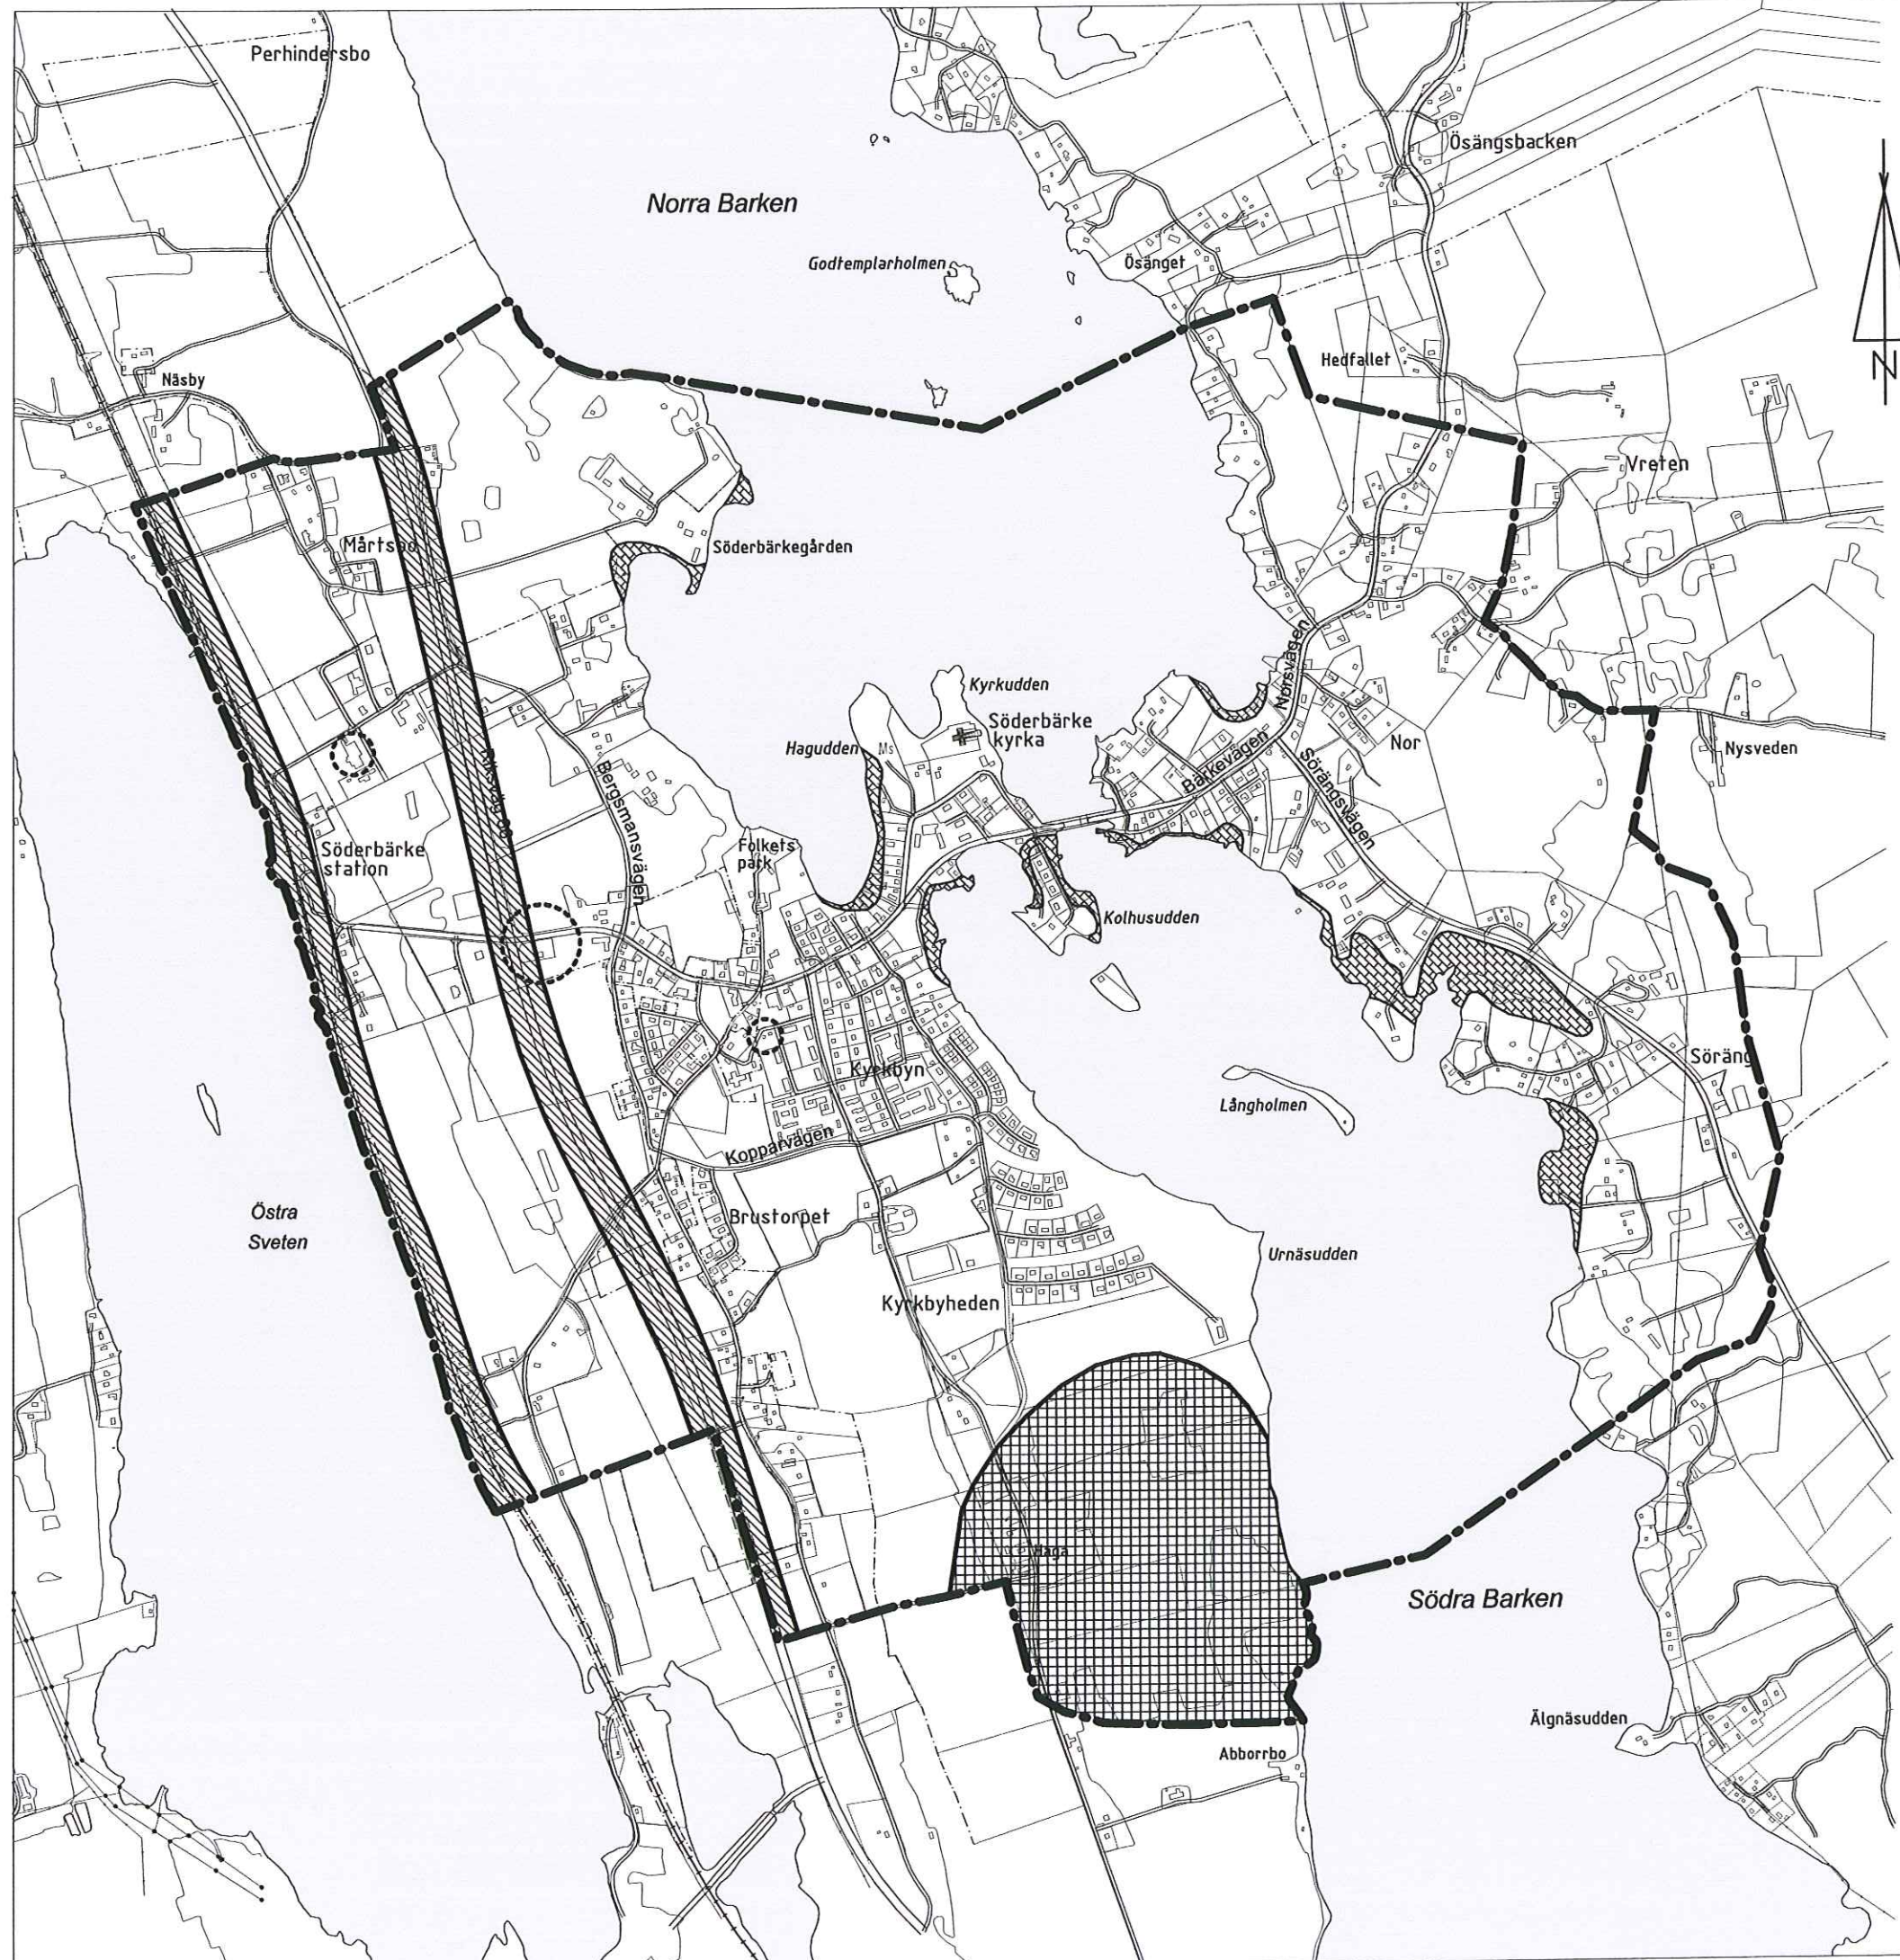 Perhindersbo
Ösängsbacken
Norra Barken
Godtemplarholmen
Ösänget
N
Hedfallet
Näsby
Vreten
Mårtsbo
Söderbärkegården
Norsvägen
Kyrkudden
Söderbärke
kyrka
Hagudden
Ms
Nor
Nysveden
Bärkevägen
Sörängsvägen
Bergsmansvägen
Söderbärke
station
Folkets
park
Kolhusudden
Söräng
Kyrkbyn
Långholmen
Kopparvägen
Östra
Sveten
Brustorpet
Urnäsudden
Kyrkbyheden
Haga
Södra Barken
Älgnäsudden
Abborrbo